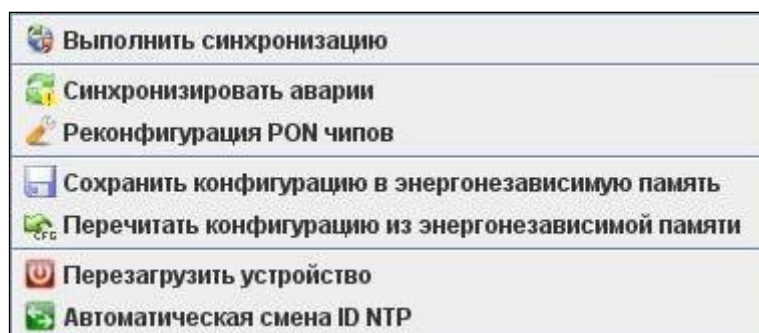 Выполнить синхронизацию
Синхронизировать аварии
Реконфигурация PON чипов
Сохранить конфигурацию в энергонезависимую память
CFG Перечитать конфигурацию из энергонезависимой памяти
Перезагрузить устройство
Автоматическая смена ID NTP